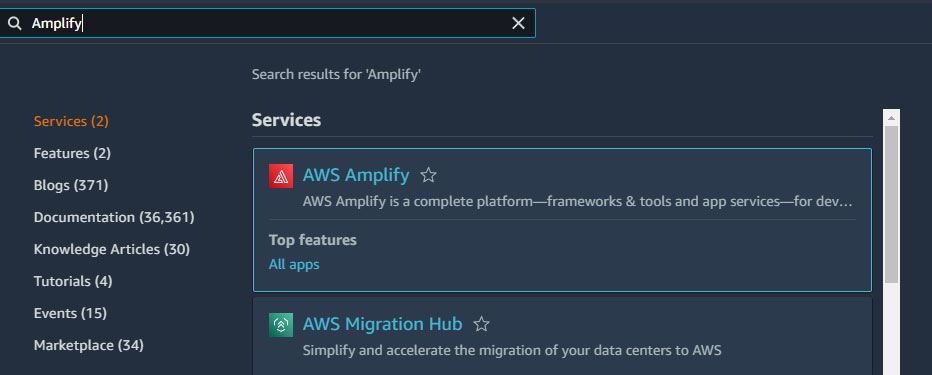 Amplify
Search results for 'Amplify'
Services (2)
Features (2)
Blogs (371)
Documentation (36,361)
Knowledge Articles (30)
Tutorials (4)
Events (15)
Marketplace (34)
Services
AWS Amplify
AWS Amplify is a complete platform—frameworks & tools and app services—for dev…
Top features
All apps
AWS Migration Hub
Simplify and accelerate the migration of your data centers to AWS